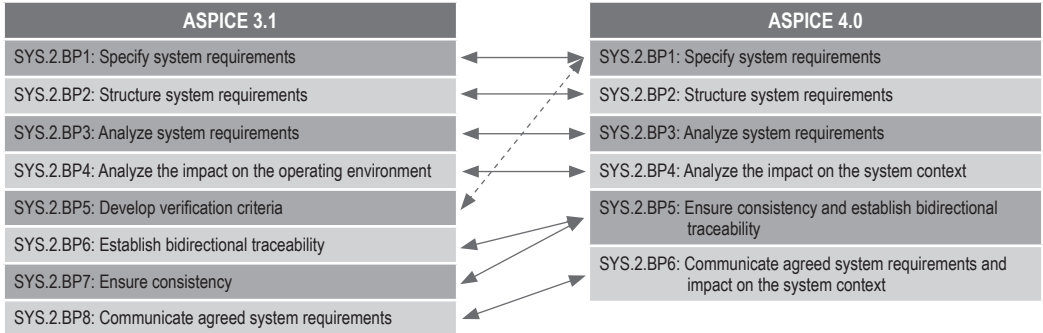 ASPICE 3.1
SYS.2.BP1: Specify system requirements
SYS.2.BP2: Structure system requirements
SYS.2.BP3: Analyze system requirements
SYS.2.BP4: Analyze the impact on the operating environment
SYS.2.BP5: Develop verification criteria
SYS.2.BP6: Establish bidirectional traceability
SYS.2.BP7: Ensure consistency
SYS.2.BP8: Communicate agreed system requirements
ASPICE 4.0
SYS.2.BP1: Specify system requirements
SYS.2.BP2: Structure system requirements
SYS.2.BP3: Analyze system requirements
SYS.2.BP4: Analyze the impact on the system context
SYS.2.BP5: Ensure consistency and establish bidirectional
traceability
SYS.2.BP6: Communicate agreed system requirements and
impact on the system context